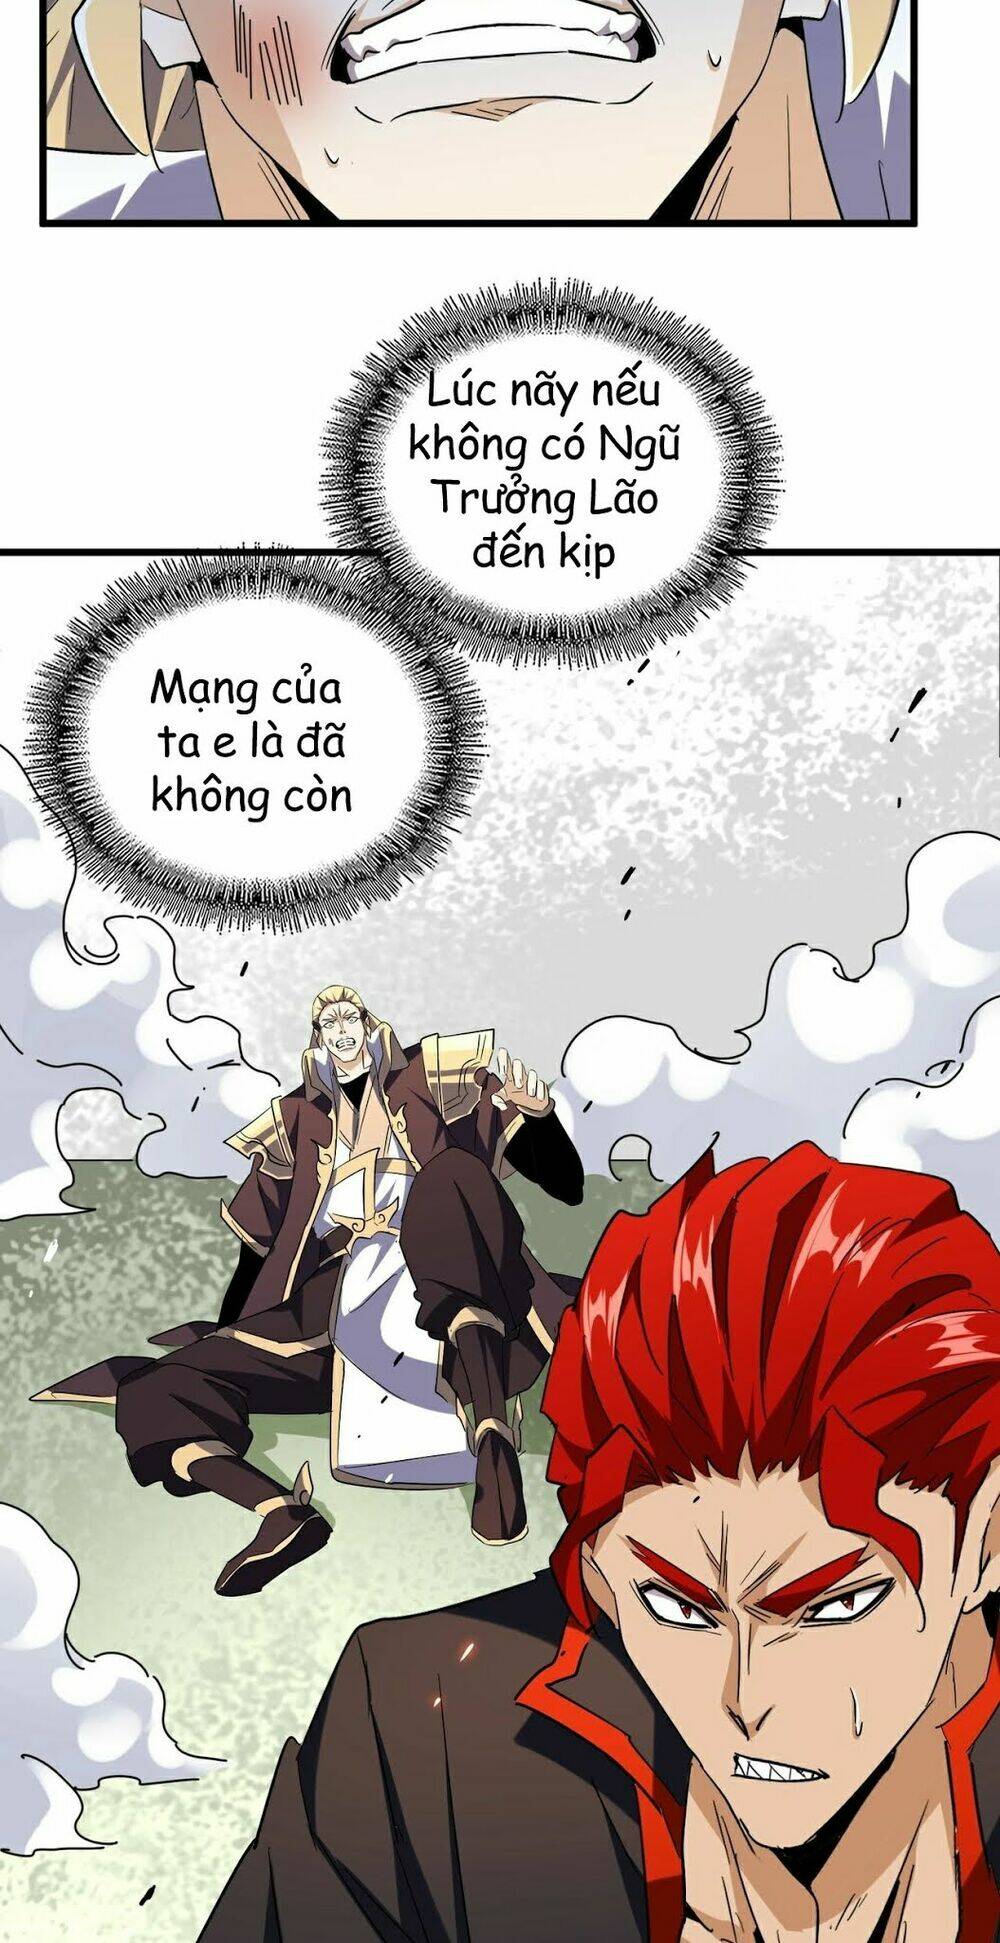 Lúc nãy nếu
không có Ngũ
Trưởng Lão
đến kịp
Mạng của
ta e là đã
không còn